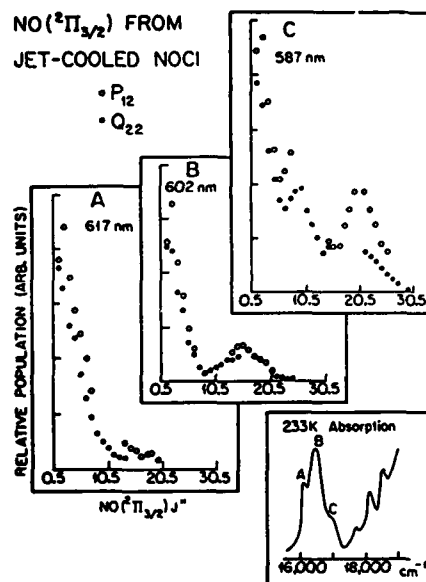 NO(²Π3/2) FROM
JET-COOLED NOCl
P12
Q22
A
617 nm
B
602 nm
C
587 nm
RELATIVE POPULATION (ARB. UNITS)
0.5 10.5 20.5
0.5 10.5 20.5 30.5
0.5 10.5 20.5 30.5
NO(²Π3/2) J"
233K Absorption
A
B
C
16,000 18,000 cm⁻¹